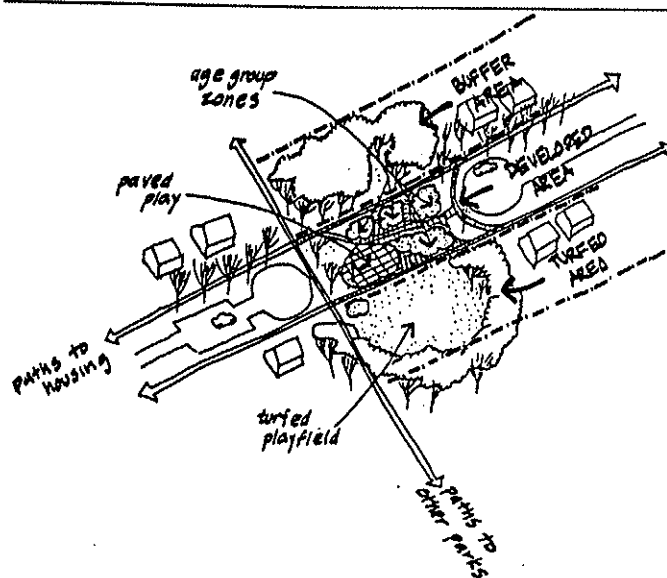 age group
zones
BUFFER
AREA
paved
play
DEVELOPED
AREA
TURFED
AREA
paths to
housing
turfed
playfield
paths to
other parks